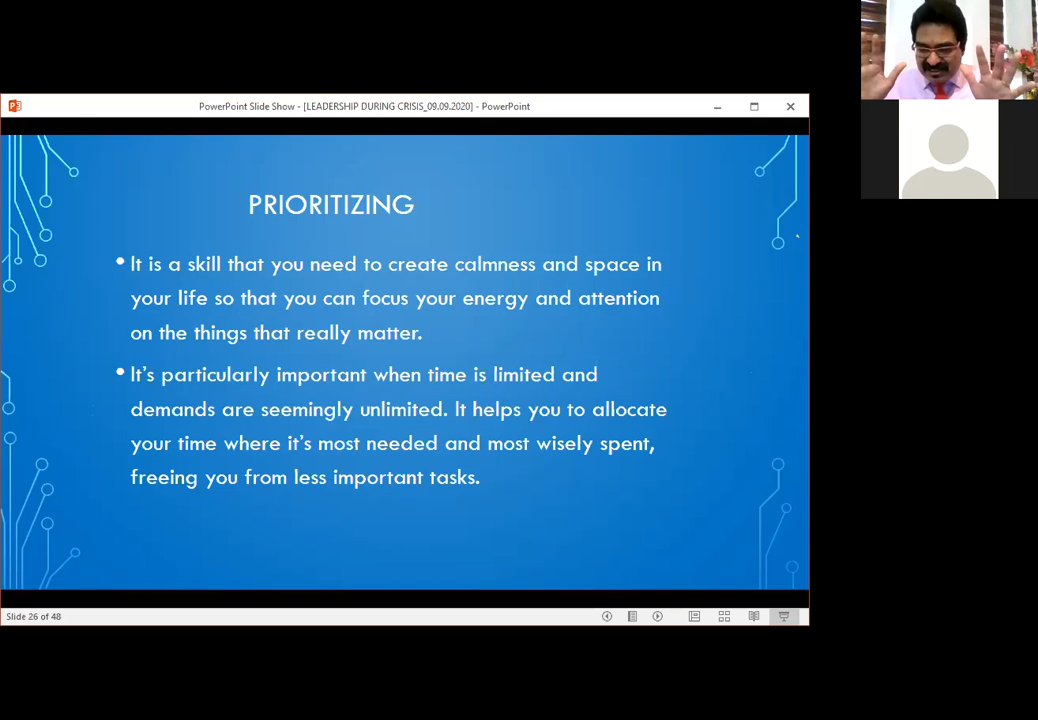 PowerPoint Slide Show - [LEADERSHIP DURING CRISIS_09.09.2020] - PowerPoint
PRIORITIZING
• It is a skill that you need to create calmness and space in
your life so that you can focus your energy and attention
on the things that really matter.
• It's particularly important when time is limited and
demands are seemingly unlimited. It helps you to allocate
your time where it's most needed and most wisely spent,
freeing you from less important tasks.
Slide 26 of 48